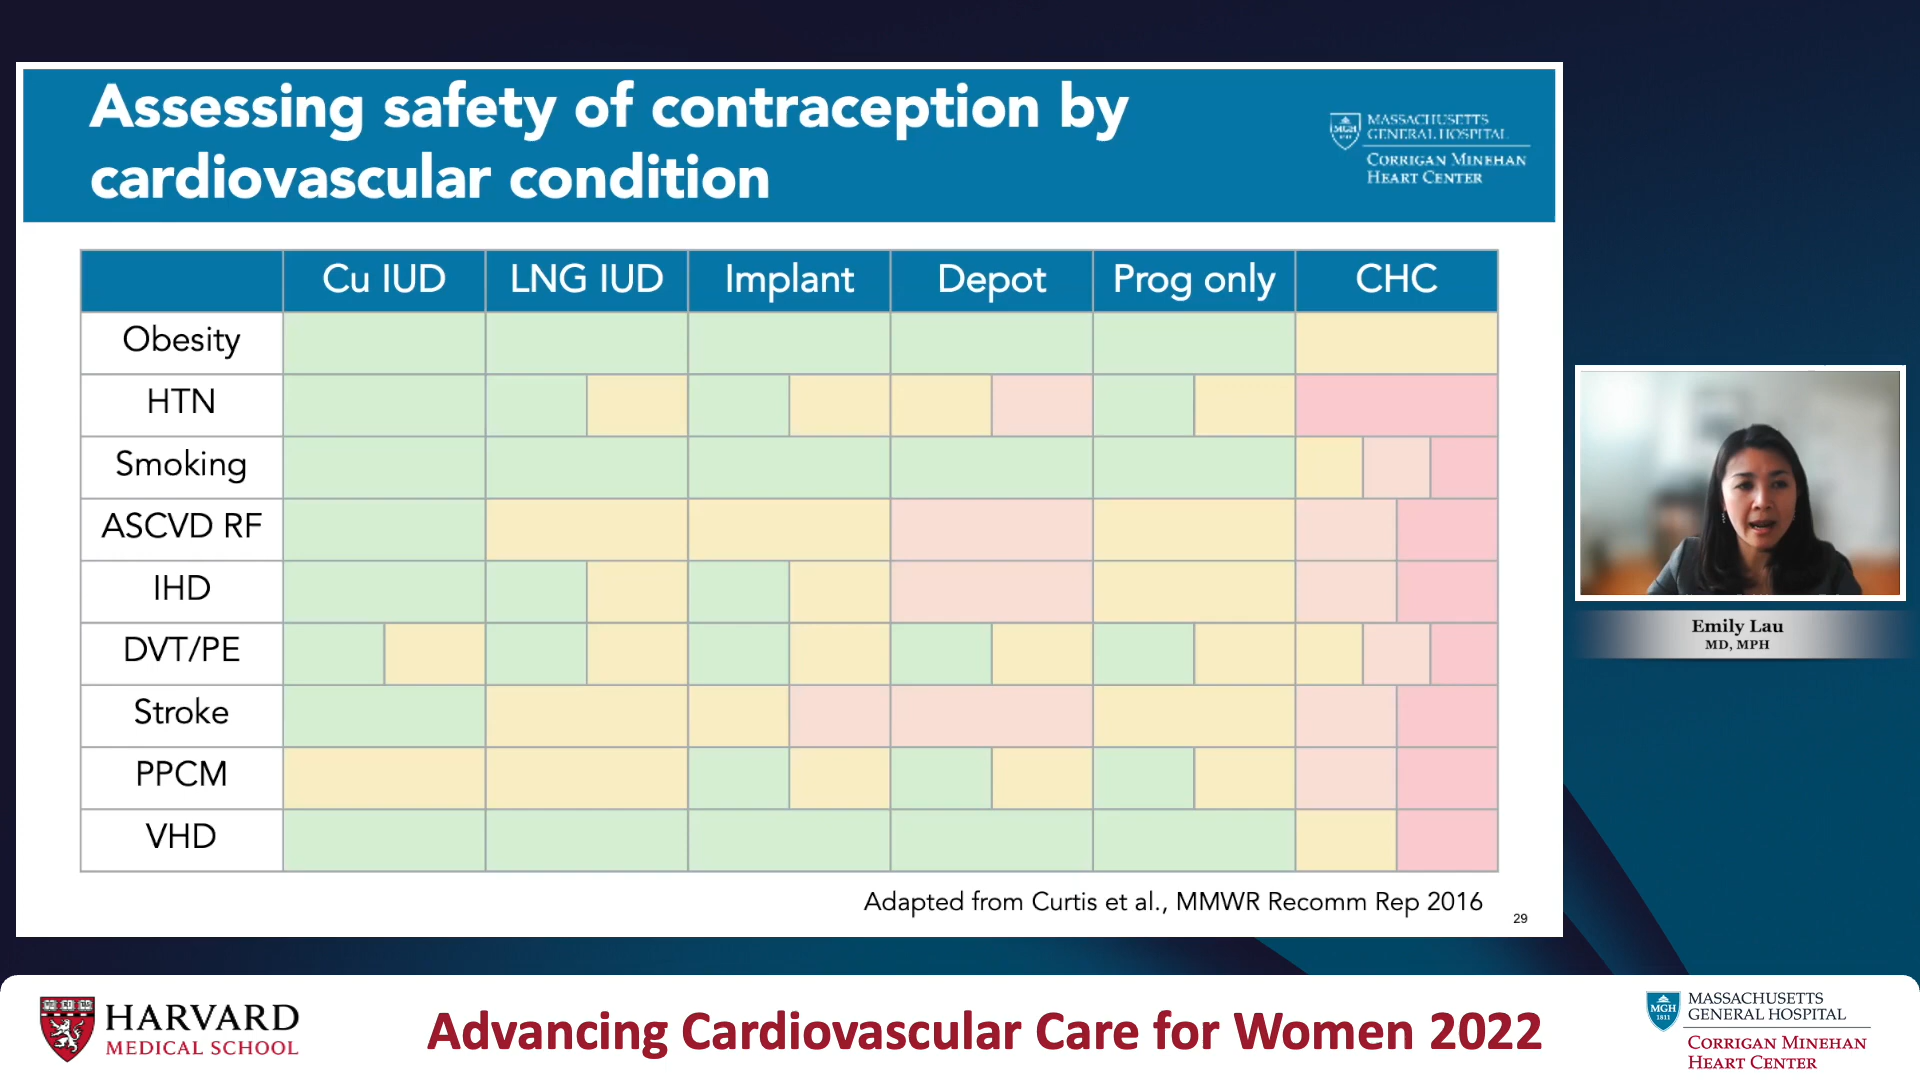 Assessing safety of contraception by
cardiovascular condition
MGH
1811
MASSACHUSETTS
GENERAL HOSPITAL
CORRIGAN MINEHAN
HEART CENTER
Cu IUD LNG IUD Implant Depot Prog only CHC
Obesity
HTN
Smoking
ASCVD RF
IHD
DVT/PE
Stroke
PPCM
VHD
Adapted from Curtis et al., MMWR Recomm Rep 2016
29
Emily Lau
MD, MPH
HARVARD
MEDICAL SCHOOL
Advancing Cardiovascular Care for Women 2022
MGH
1811
MASSACHUSETTS
GENERAL HOSPITAL
CORRIGAN MINEHAN
HEART CENTER